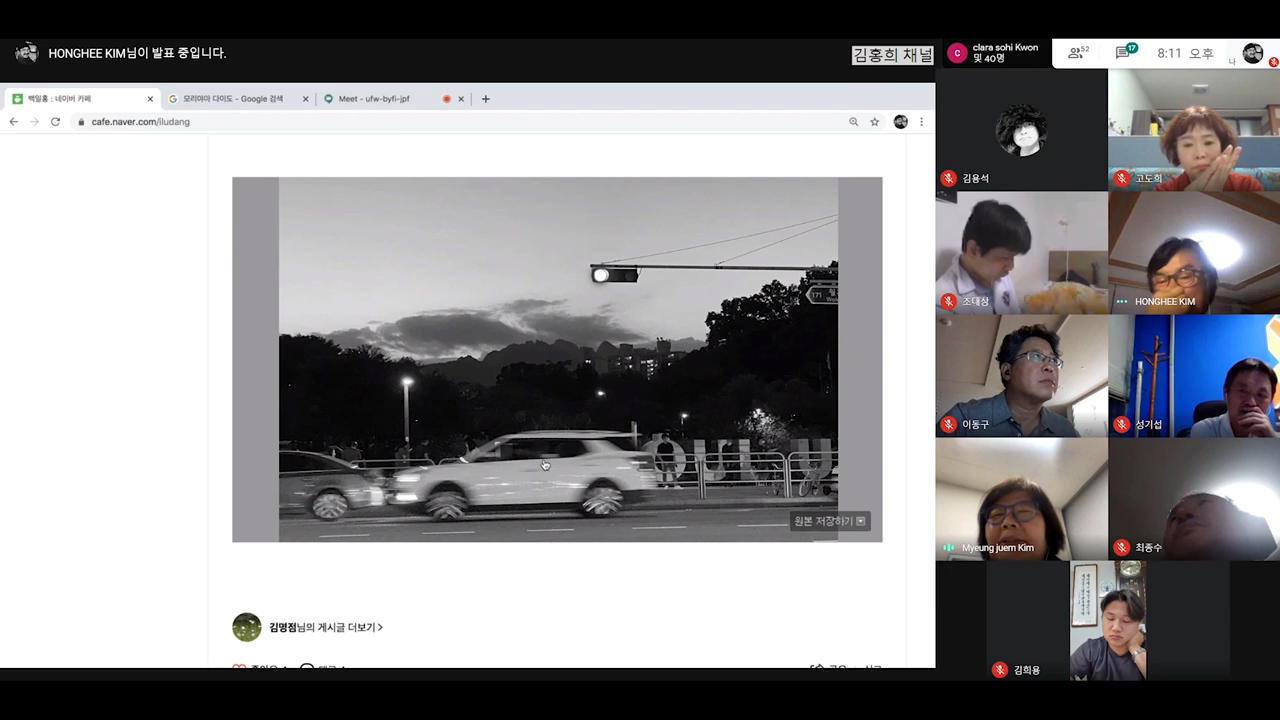 HONGHEE KIM님이 발표 중입니다.
김홍희 채널
c
clara sohi Kwon
및 40명
52
17
8:11 오후
나
백일홍 : 네이버 카페
모리야마 다이도 - Google 검색
Meet - ufw-byfi-jpf
cafe.naver.com/iludang
171
원본 저장하기
김명점님의 게시글 더보기
김용석
고도희
조대상
HONGHEE KIM
이동구
성기섭
Myeung juem Kim
최종수
김희용